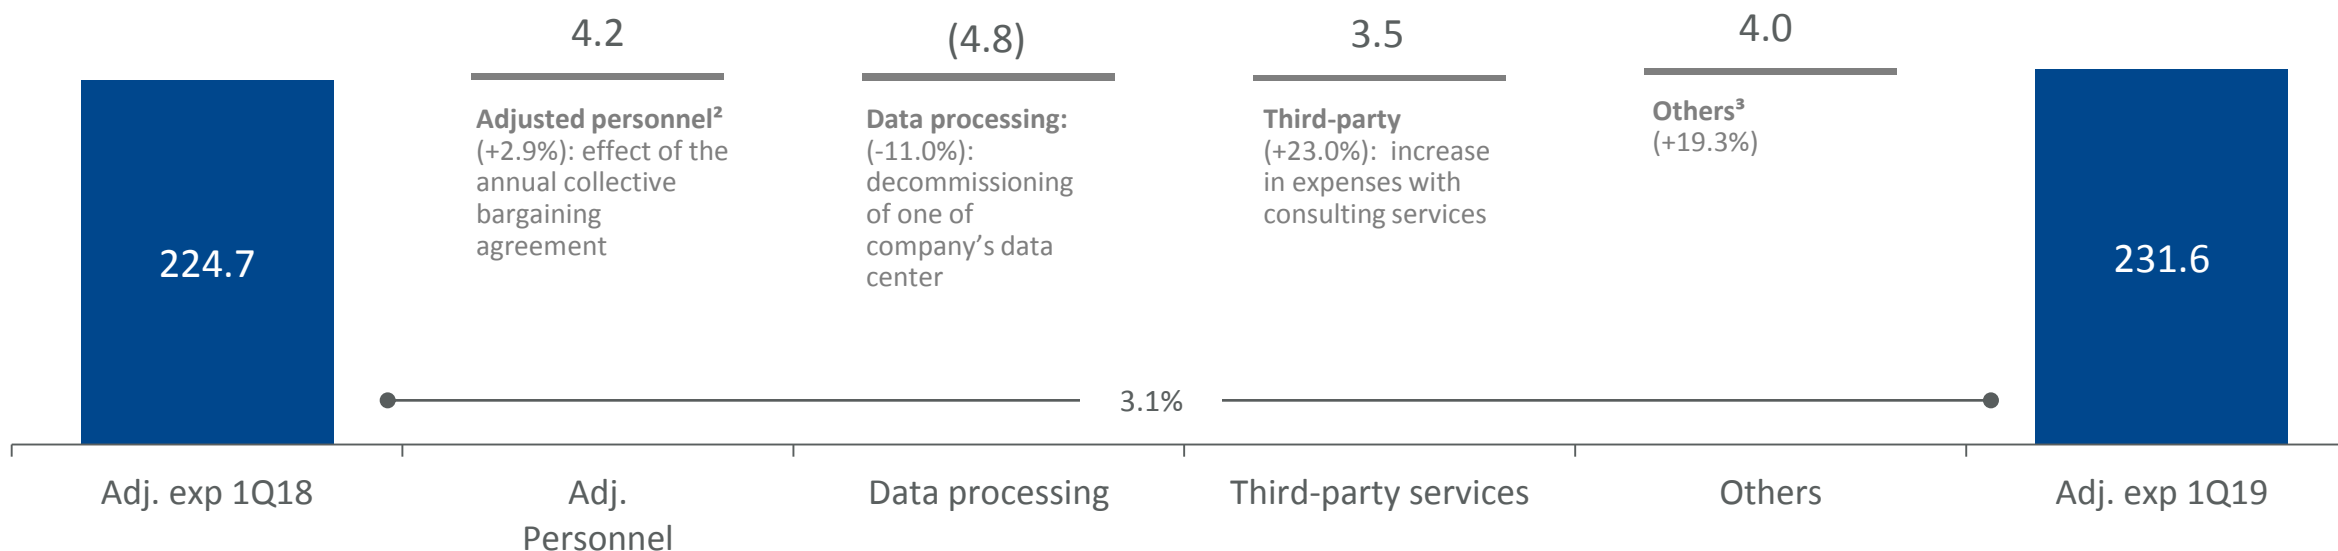 4.2
(4.8)
3.5
4.0
Adjusted personnel²
(+2.9%): effect of the
annual collective
bargaining
agreement
Data processing:
(-11.0%):
decommissioning
of one of
company’s data
center
Third-party
(+23.0%):  increase
in expenses with
consulting services
Others³
(+19.3%)
224.7
231.6
3.1%
Adj. exp 1Q18
Adj.
Personnel
Data processing
Third-party services
Others
Adj. exp 1Q19